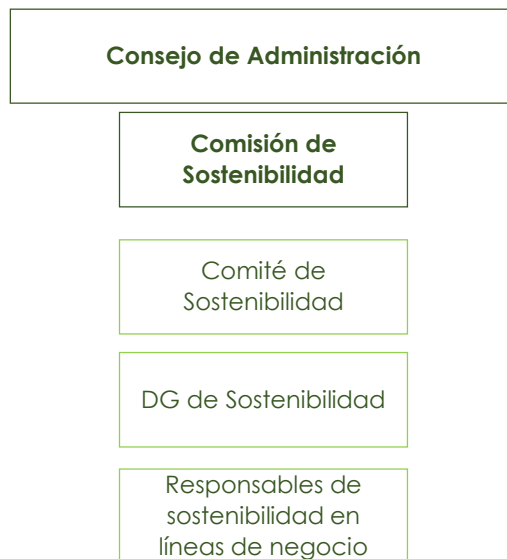 Consejo de Administración
Comisión de
Sostenibilidad
Comité de
Sostenibilidad
DG de Sostenibilidad
Responsables de
sostenibilidad en
líneas de negocio